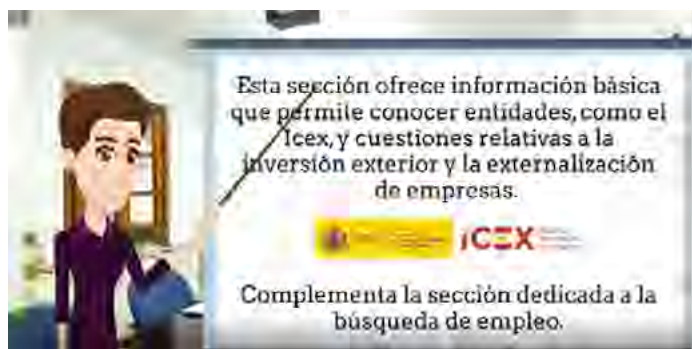 Esta sección ofrece información básica
que permite conocer entidades, como el
Icex, y cuestiones relativas a la
inversión exterior y la externalización
de empresas.
iCEX
Complementa la sección dedicada a la
búsqueda de empleo.